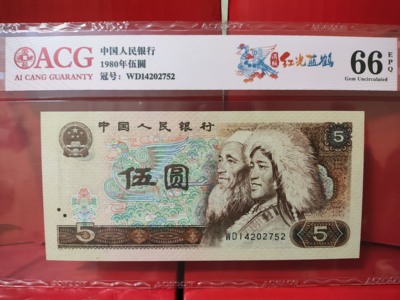 ACG
AI CANG GUARANTY
中国人民银行
1980年伍圆
冠号：WD14202752
红光蓝鹤
66 EPQ
Gem Uncirculated
中国人民银行
5
伍圆
5
5
WD14202752